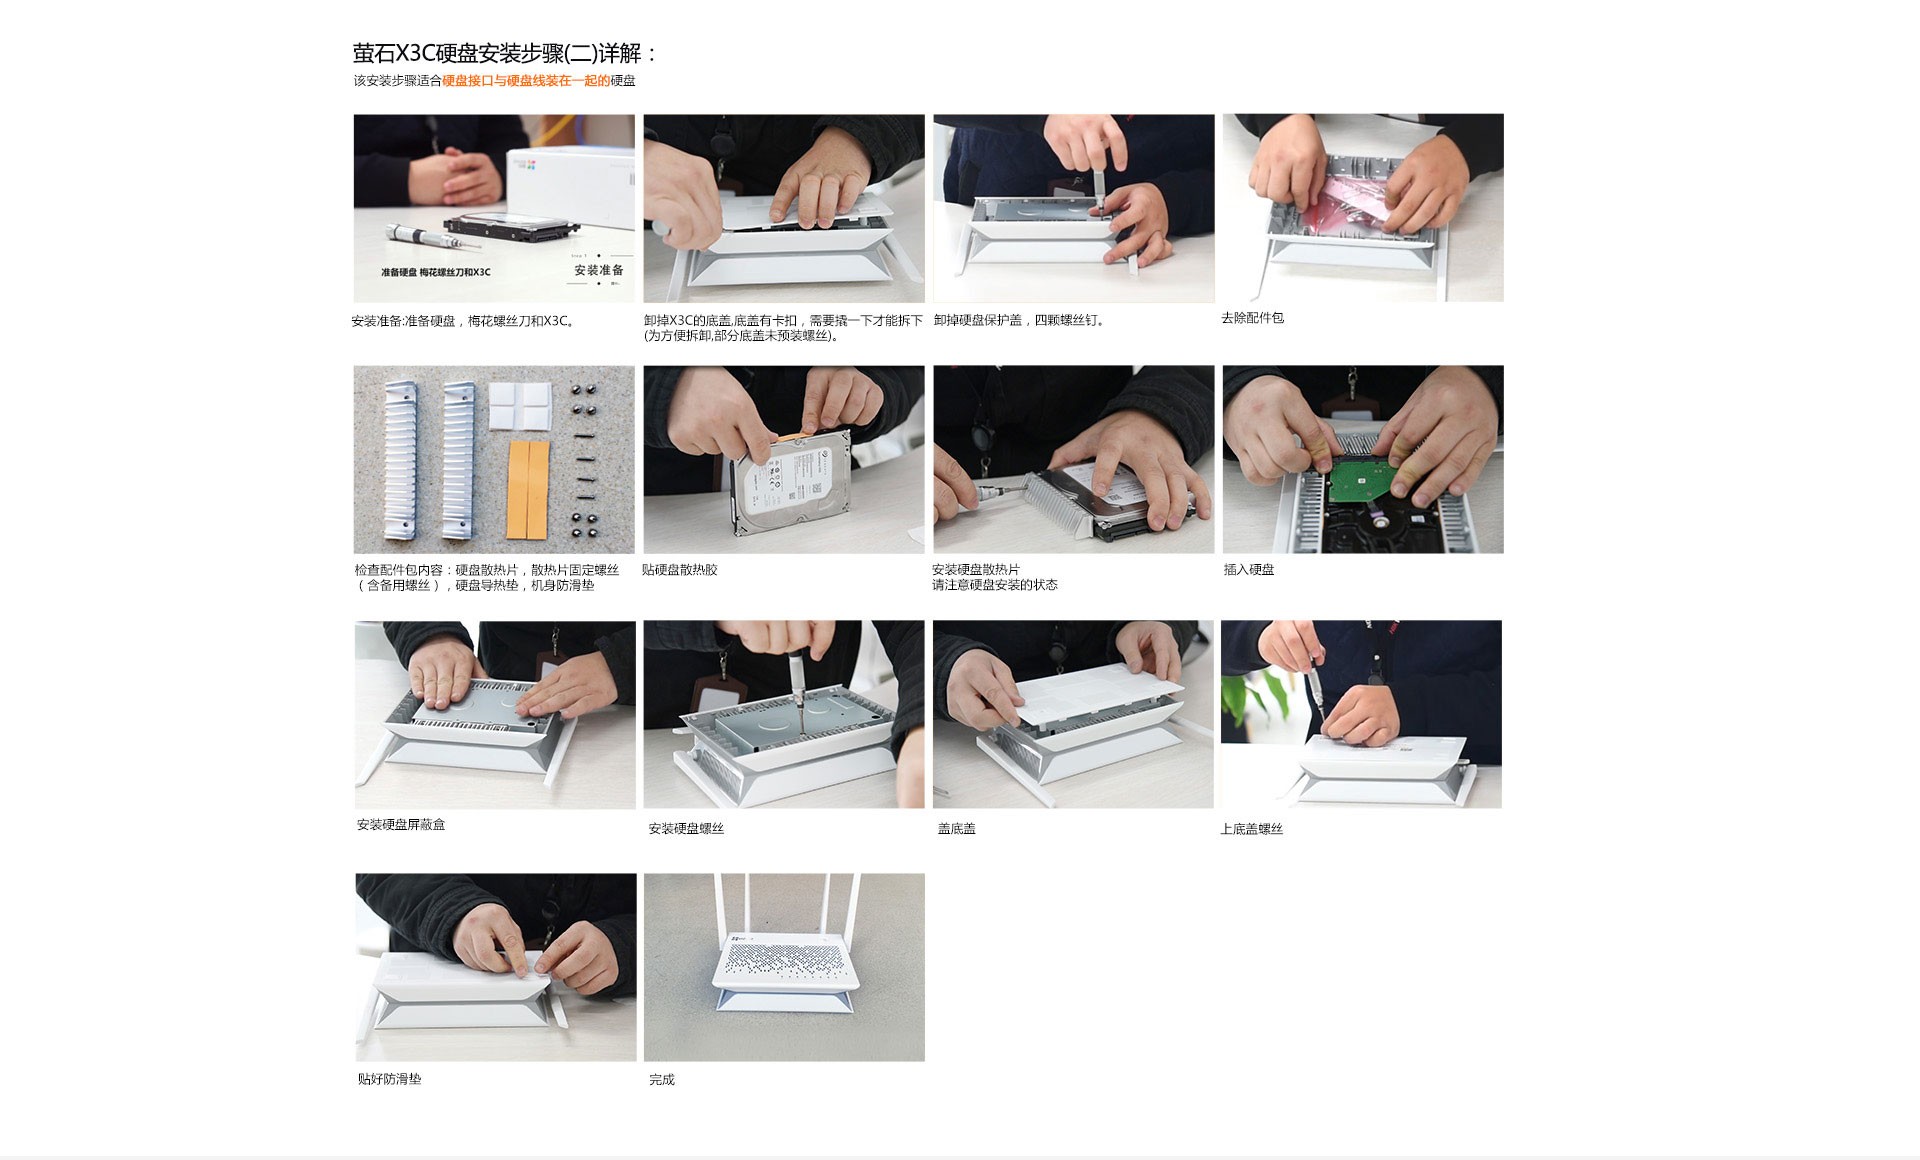 萤石X3C硬盘安装步骤(二)详解：
该安装步骤适合硬盘接口与硬盘线装在一起的硬盘
准备硬盘 梅花螺丝刀和X3C
安装准备
安装准备:准备硬盘，梅花螺丝刀和X3C。
卸掉X3C的底盖,底盖有卡扣，需要撬一下才能拆下
(为方便拆卸,部分底盖未预装螺丝)。
卸掉硬盘保护盖，四颗螺丝钉。
去除配件包
检查配件包内容：硬盘散热片，散热片固定螺丝
（含备用螺丝），硬盘导热垫，机身防滑垫
贴硬盘散热胶
安装硬盘散热片
请注意硬盘安装的状态
插入硬盘
安装硬盘屏蔽盒
安装硬盘螺丝
盖底盖
上底盖螺丝
贴好防滑垫
完成